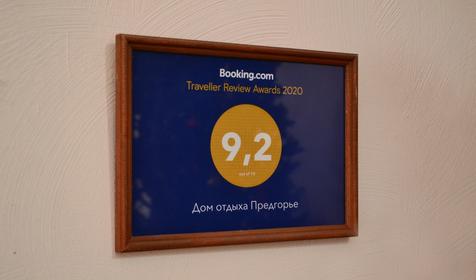 Booking.com
Traveller Review Awards 2020
9,2
out of 10
Дом отдыха Предгорье